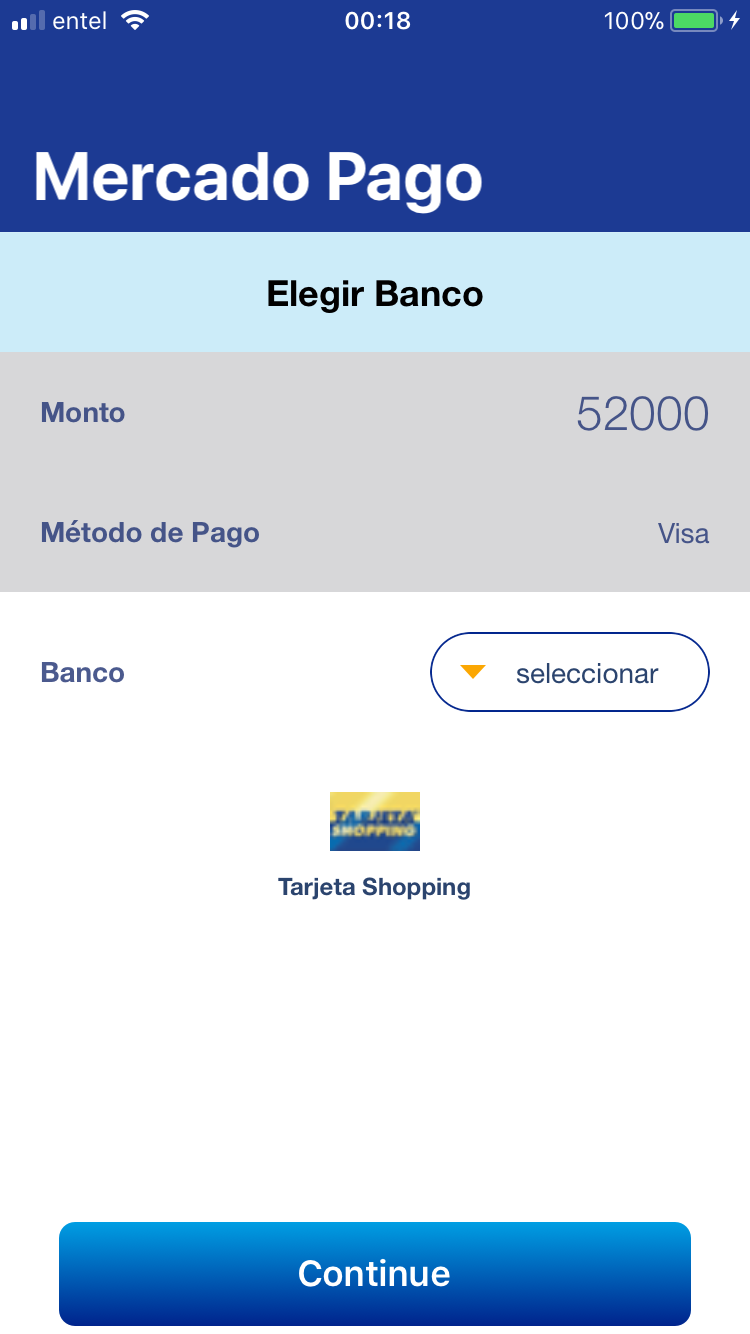 entel 00:18 100%
Mercado Pago
Elegir Banco
Monto 52000
Método de Pago Visa
Banco seleccionar
TARJETA
SHOPPING
Tarjeta Shopping
Continue